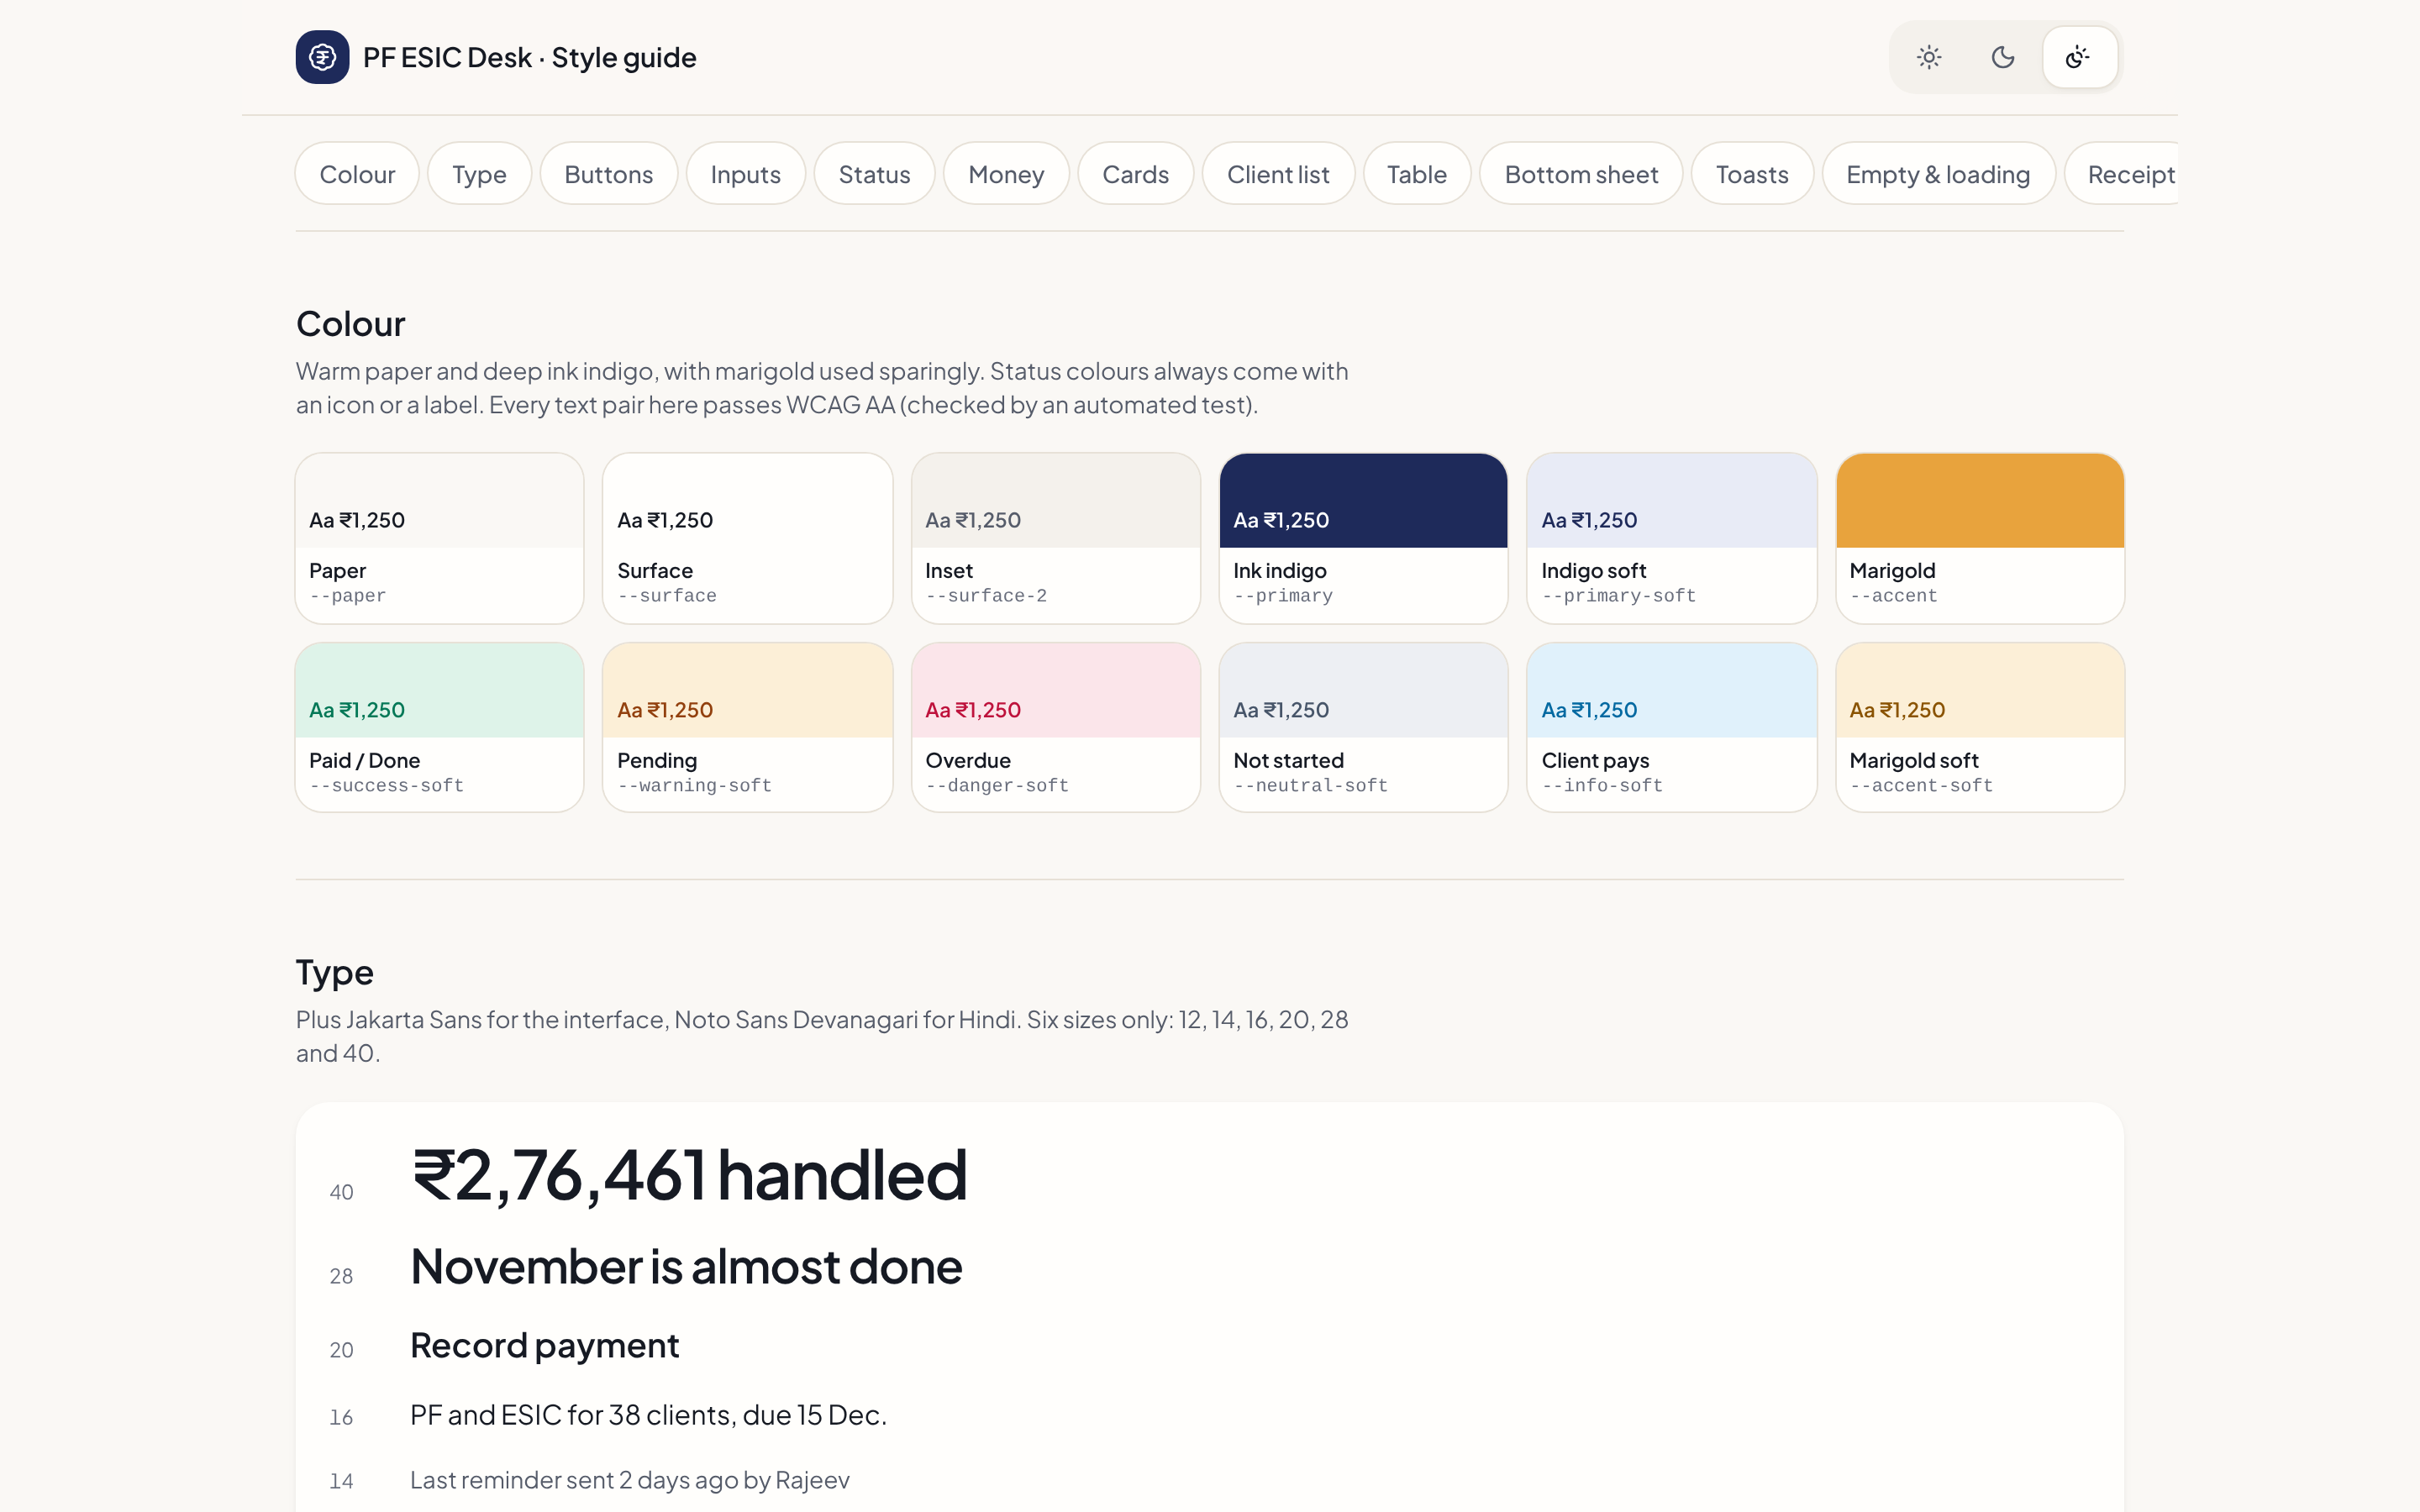 PF ESIC Desk · Style guide
Colour Type Buttons Inputs Status Money Cards Client list Table Bottom sheet Toasts Empty & loading Receipt
Colour
Warm paper and deep ink indigo, with marigold used sparingly. Status colours always come with
an icon or a label. Every text pair here passes WCAG AA (checked by an automated test).
Aa ₹1,250 Aa ₹1,250 Aa ₹1,250 Aa ₹1,250 Aa ₹1,250
Paper Surface Inset Ink indigo Indigo soft Marigold
--paper --surface --surface-2 --primary --primary-soft --accent
Aa ₹1,250 Aa ₹1,250 Aa ₹1,250 Aa ₹1,250 Aa ₹1,250 Aa ₹1,250
Paid / Done Pending Overdue Not started Client pays Marigold soft
--success-soft --warning-soft --danger-soft --neutral-soft --info-soft --accent-soft
Type
Plus Jakarta Sans for the interface, Noto Sans Devanagari for Hindi. Six sizes only: 12, 14, 16, 20, 28
and 40.
40 ₹2,76,461 handled
28 November is almost done
20 Record payment
16 PF and ESIC for 38 clients, due 15 Dec.
14 Last reminder sent 2 days ago by Rajeev